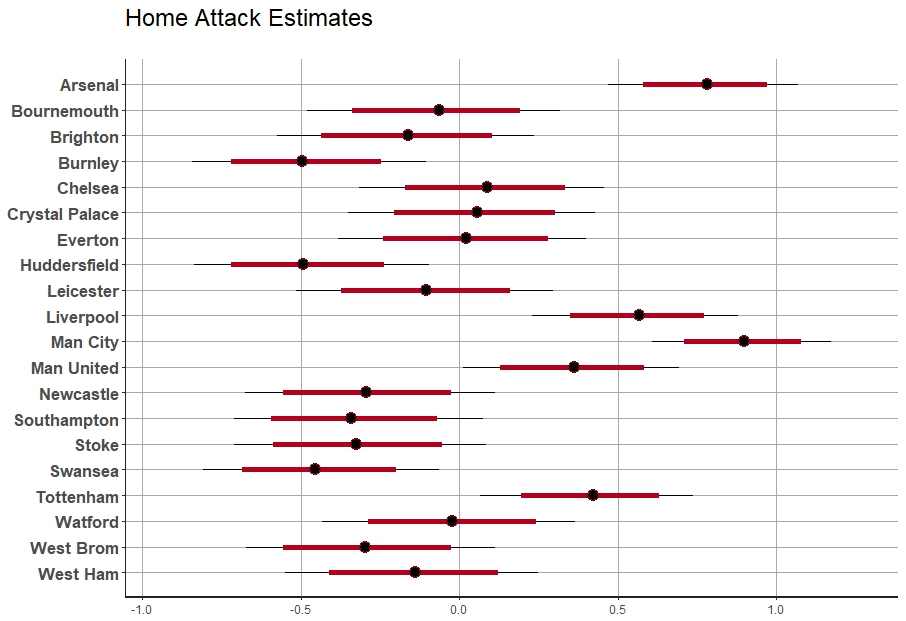 Home Attack Estimates
Arsenal
Bournemouth
Brighton
Burnley
Chelsea
Crystal Palace
Everton
Huddersfield
Leicester
Liverpool
Man City
Man United
Newcastle
Southampton
Stoke
Swansea
Tottenham
Watford
West Brom
West Ham
-1.0 -0.5 0.0 0.5 1.0